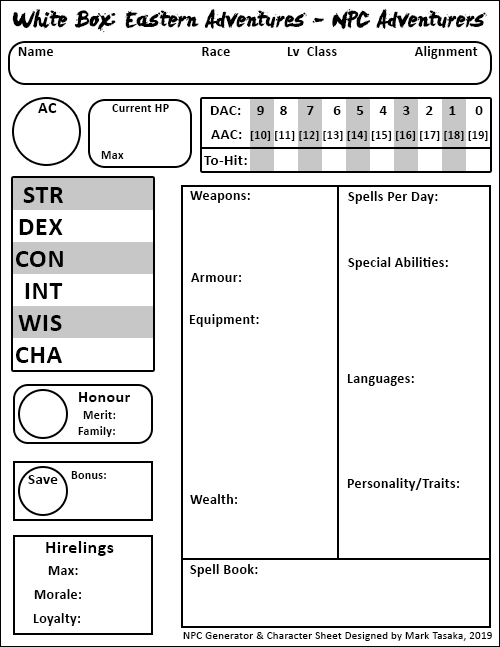 White Box: Eastern Adventures - NPC Adventurers
Name Race Lv Class Alignment
AC
Current HP
Max
DAC: 9 8 7 6 5 4 3 2 1 0
AAC: [10] [11] [12] [13] [14] [15] [16] [17] [18] [19]
To-Hit:
STR
DEX
CON
INT
WIS
CHA
Honour
Merit:
Family:
Save
Bonus:
Hirelings
Max:
Morale:
Loyalty:
Weapons:
Armour:
Equipment:
Wealth:
Spells Per Day:
Special Abilities:
Languages:
Personality/Traits:
Spell Book:
NPC Generator & Character Sheet Designed by Mark Tasaka, 2019